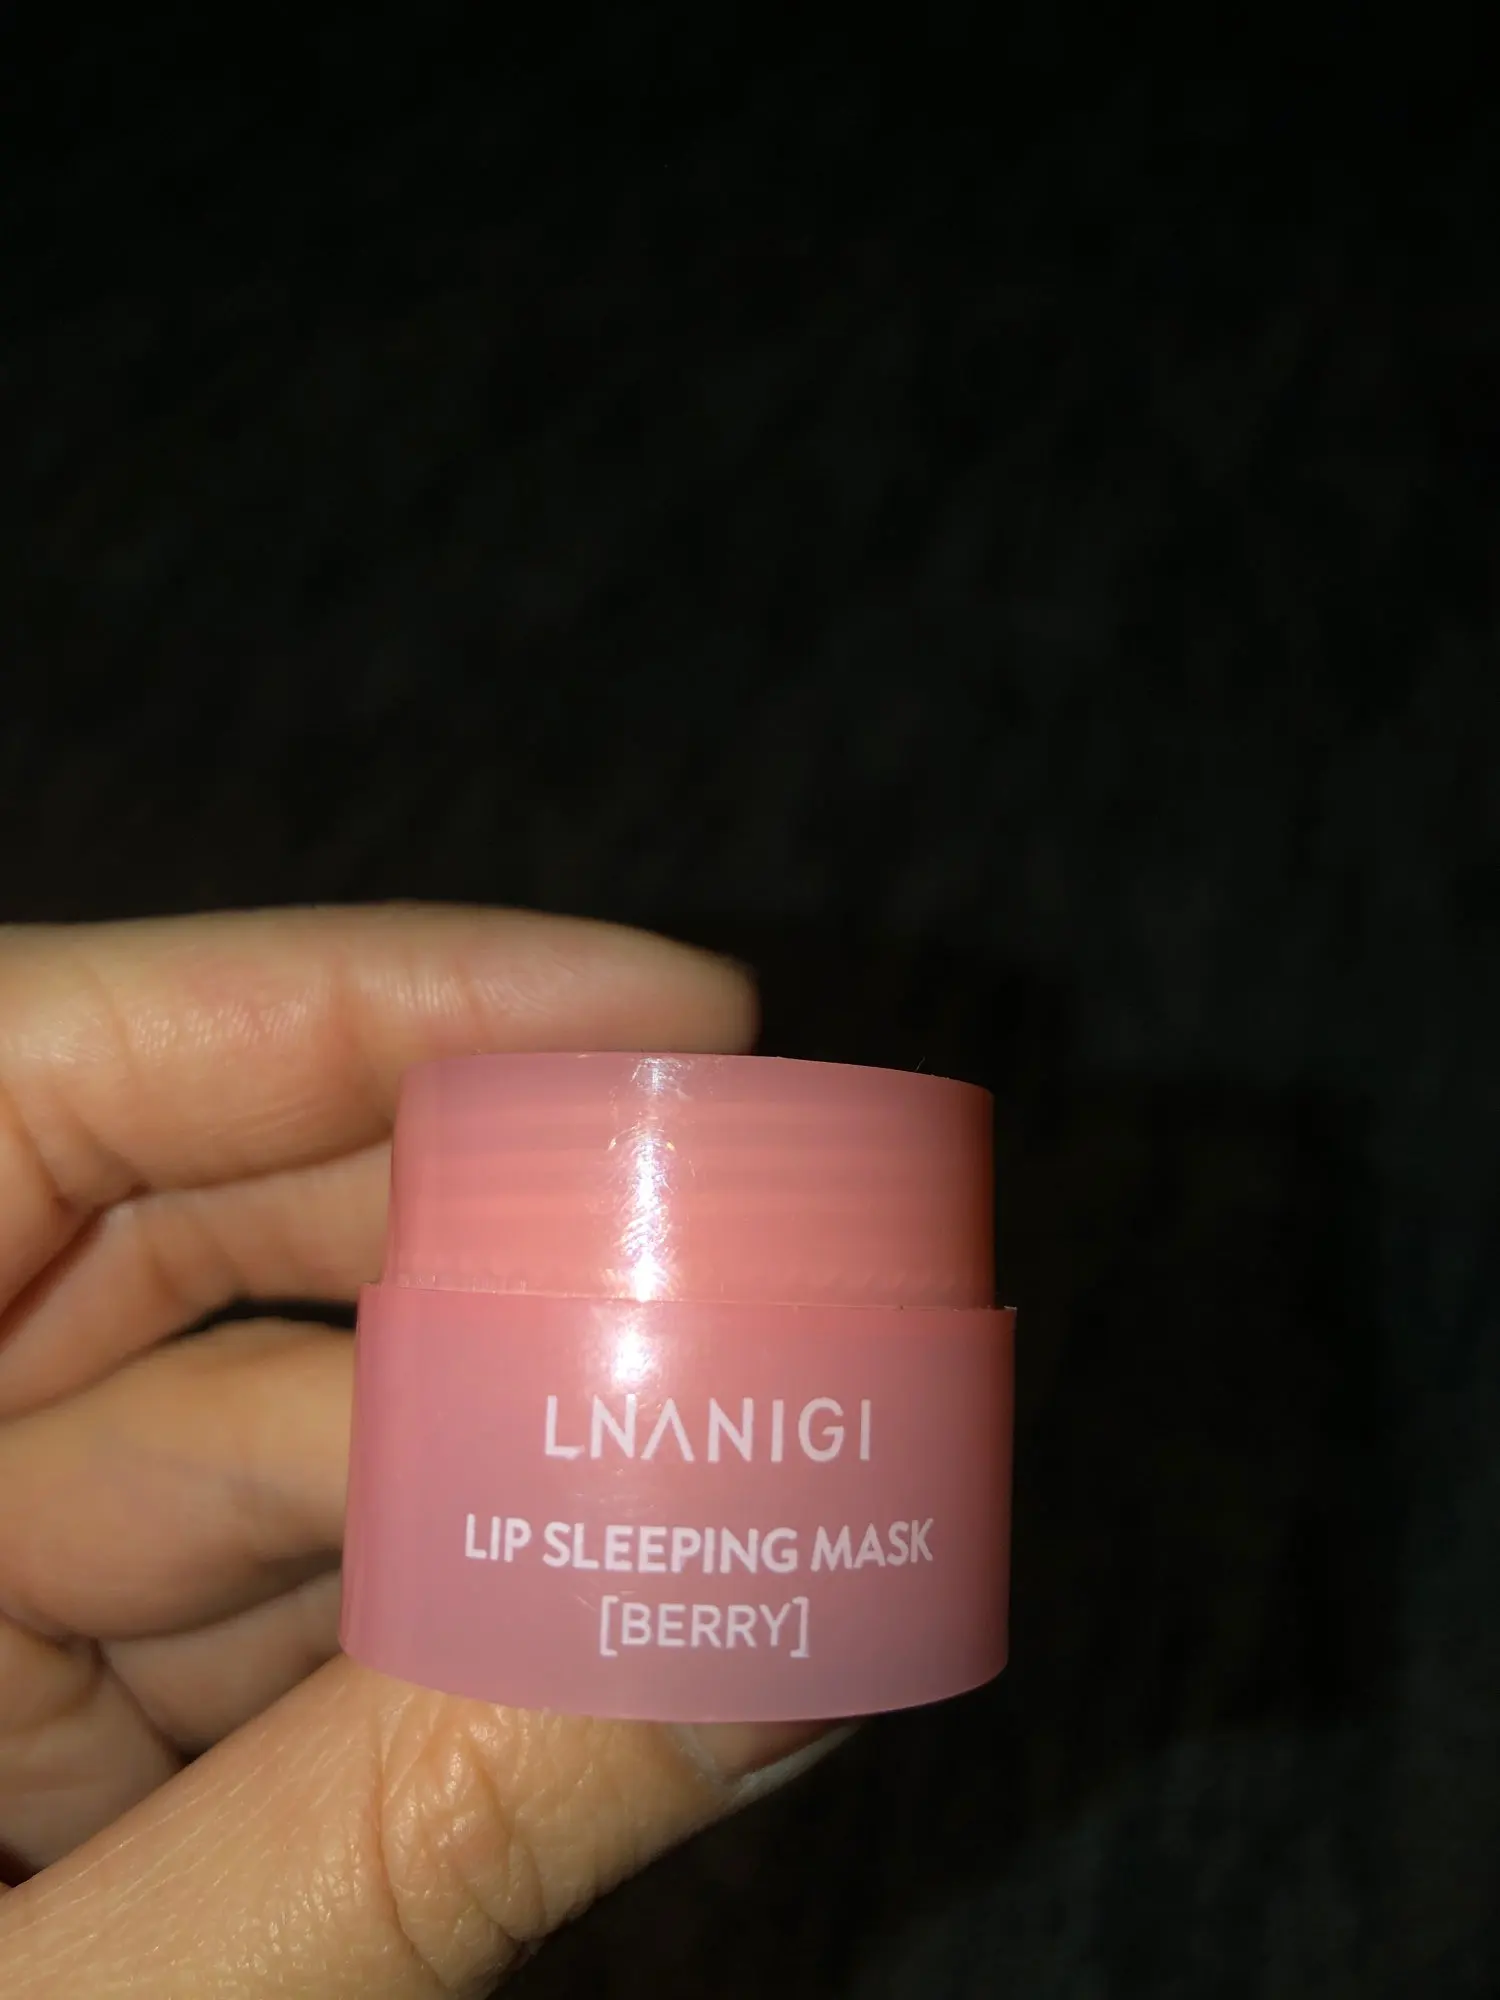 LNANIGI
LIP SLEEPING MASK
[BERRY]